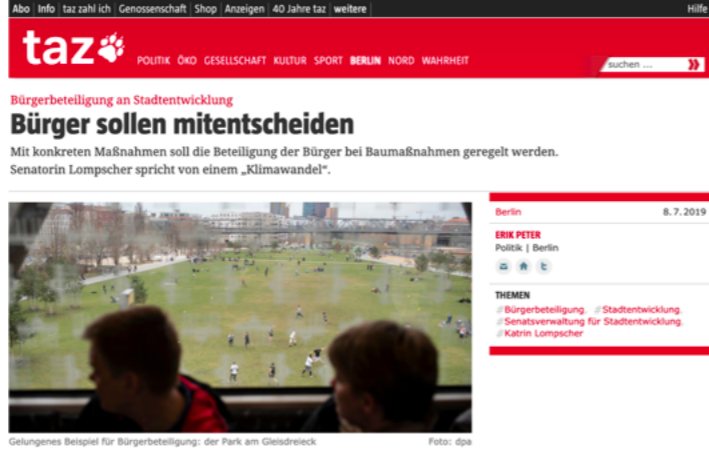 Abo Info taz zahl ich Genossenschaft Shop Anzeigen 40 Jahre taz weitere Hilfe
taz
POLITIK ÖKO GESELLSCHAFT KULTUR SPORT BERLIN NORD WAHRHEIT
suchen ...
Bürgerbeteiligung an Stadtentwicklung
Bürger sollen mitentscheiden
Mit konkreten Maßnahmen soll die Beteiligung der Bürger bei Baumaßnahmen geregelt werden.
Senatorin Lompscher spricht von einem „Klimawandel“.
Berlin 8. 7. 2019
ERIK PETER
Politik | Berlin
THEMEN
#Bürgerbeteiligung, #Stadtentwicklung,
#Senatsverwaltung für Stadtentwicklung,
#Katrin Lompscher
Gelungenes Beispiel für Bürgerbeteiligung: der Park am Gleisdreieck Foto: dpa